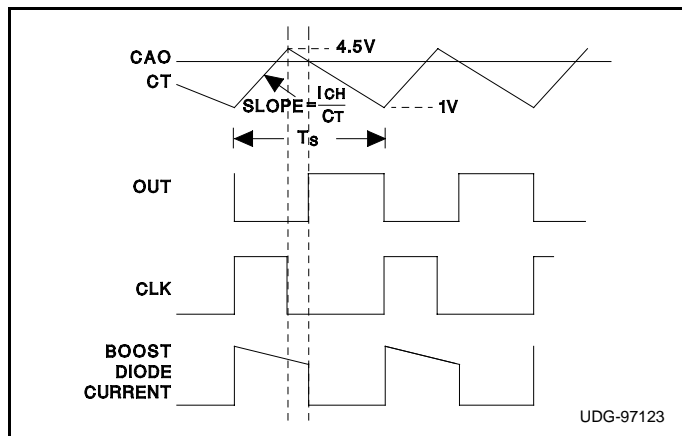 4.5V
CAO
CT
SLOPE = ICH
CT
1V
TS
OUT
CLK
BOOST
DIODE
CURRENT
UDG-97123